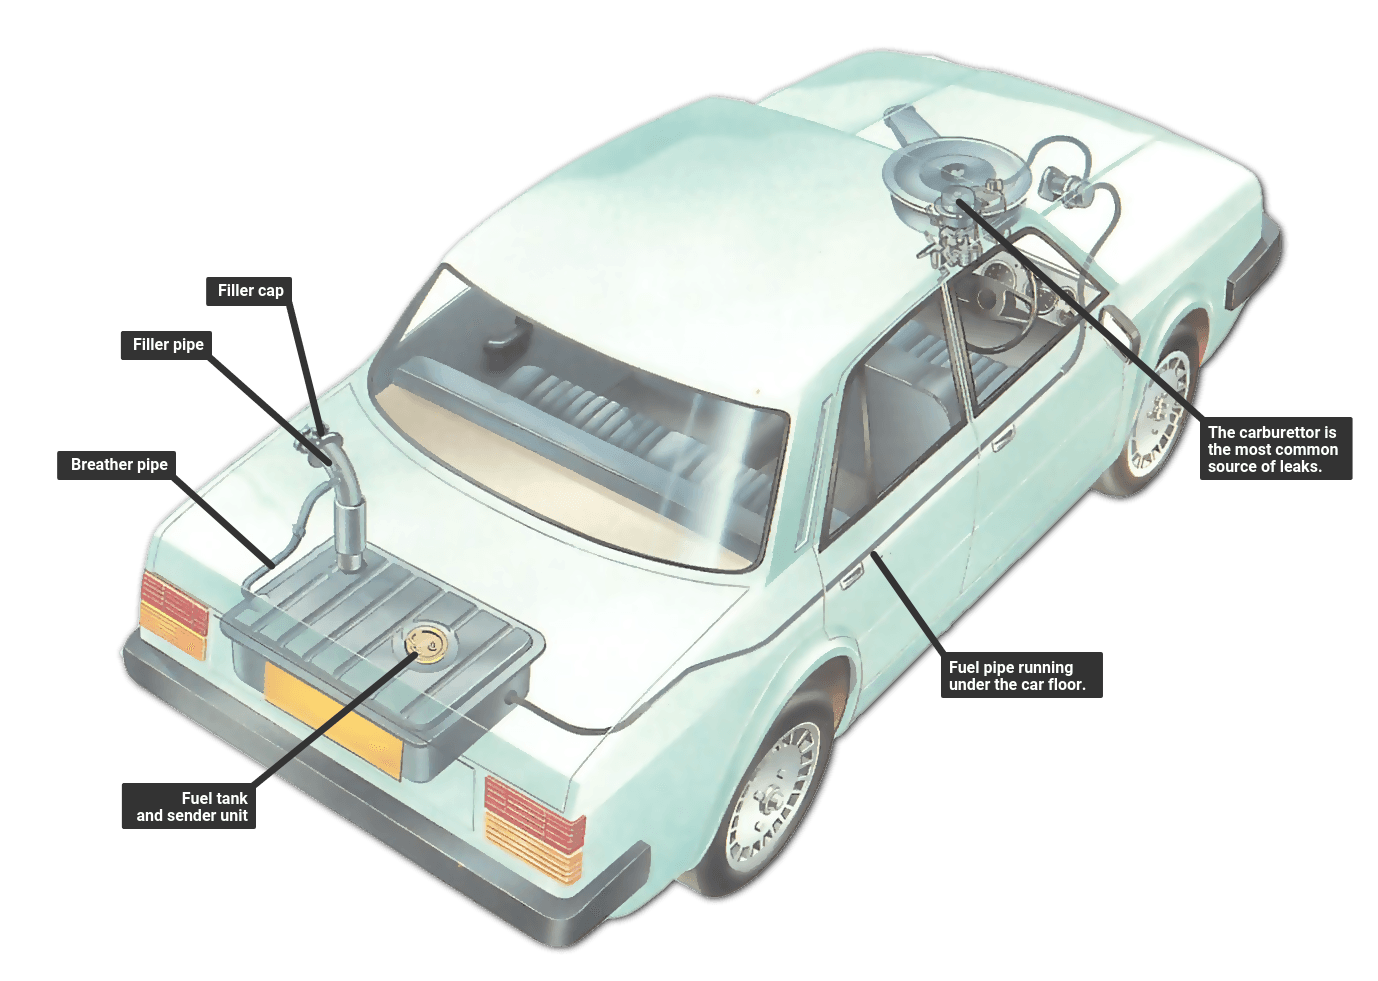 Filler cap
Filler pipe
Breather pipe
The carburettor is
the most common
source of leaks.
Fuel pipe running
under the car floor.
Fuel tank
and sender unit